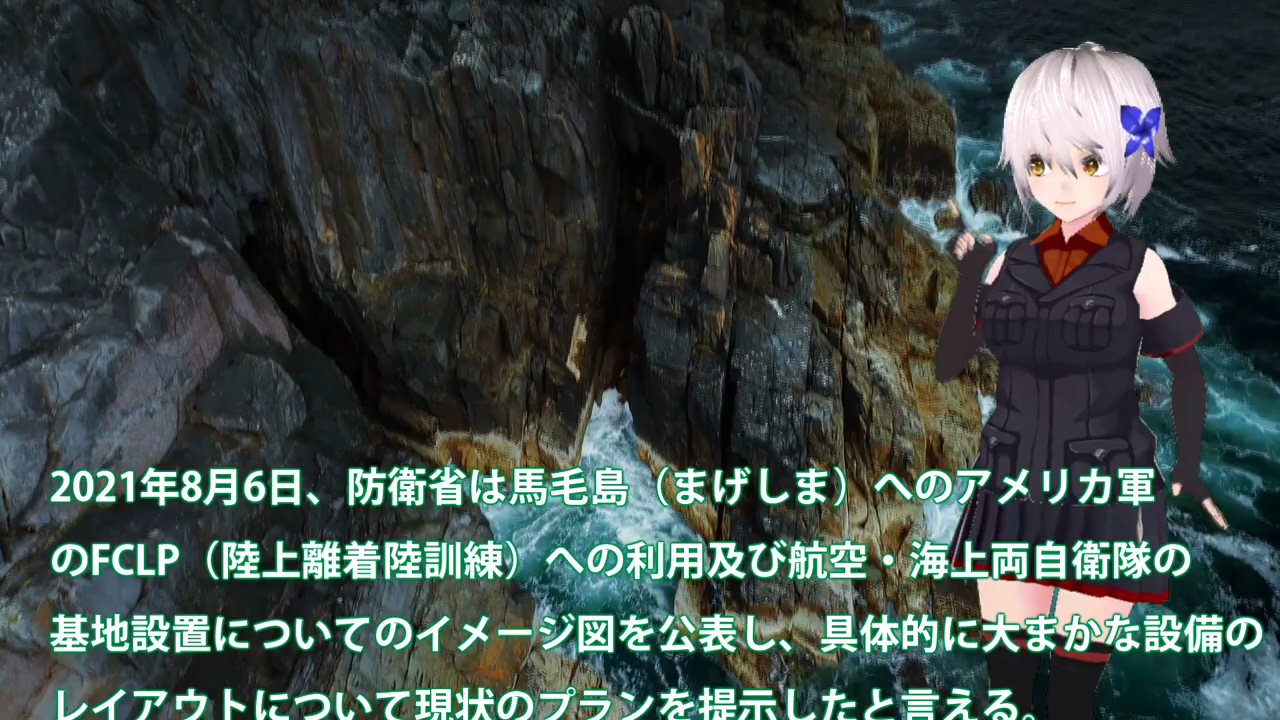 2021年8月6日、防衛省は馬毛島（まげしま）へのアメリカ軍
のFCLP（陸上離着陸訓練）への利用及び航空・海上両自衛隊の
基地設置についてのイメージ図を公表し、具体的に大まかな設備の
レイアウトについて現状のプランを提示したと言える。